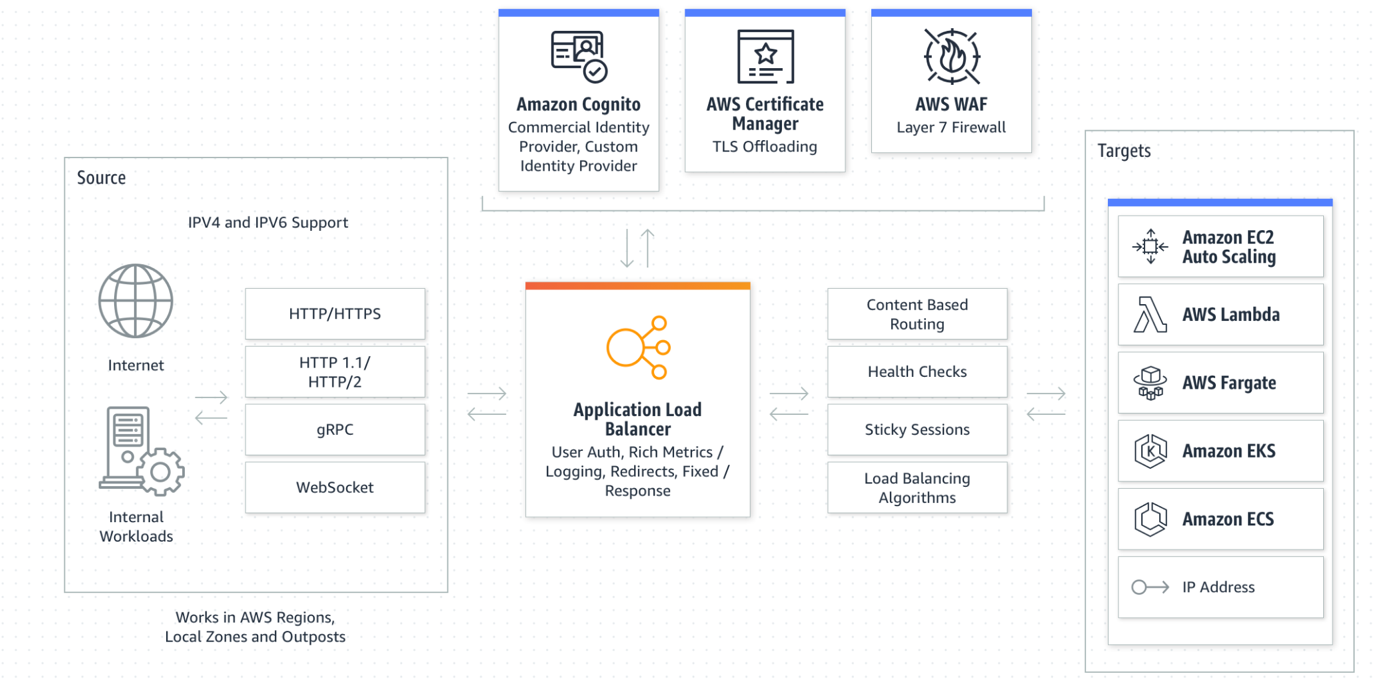 Source
IPV4 and IPV6 Support
Internet
Internal
Workloads
HTTP/HTTPS
HTTP 1.1/
HTTP/2
gRPC
WebSocket
Works in AWS Regions,
Local Zones and Outposts
Amazon Cognito
Commercial Identity
Provider, Custom
Identity Provider
AWS Certificate
Manager
TLS Offloading
AWS WAF
Layer 7 Firewall
Application Load
Balancer
User Auth, Rich Metrics /
Logging, Redirects, Fixed /
Response
Content Based
Routing
Health Checks
Sticky Sessions
Load Balancing
Algorithms
Targets
Amazon EC2
Auto Scaling
AWS Lambda
AWS Fargate
K
Amazon EKS
Amazon ECS
IP Address